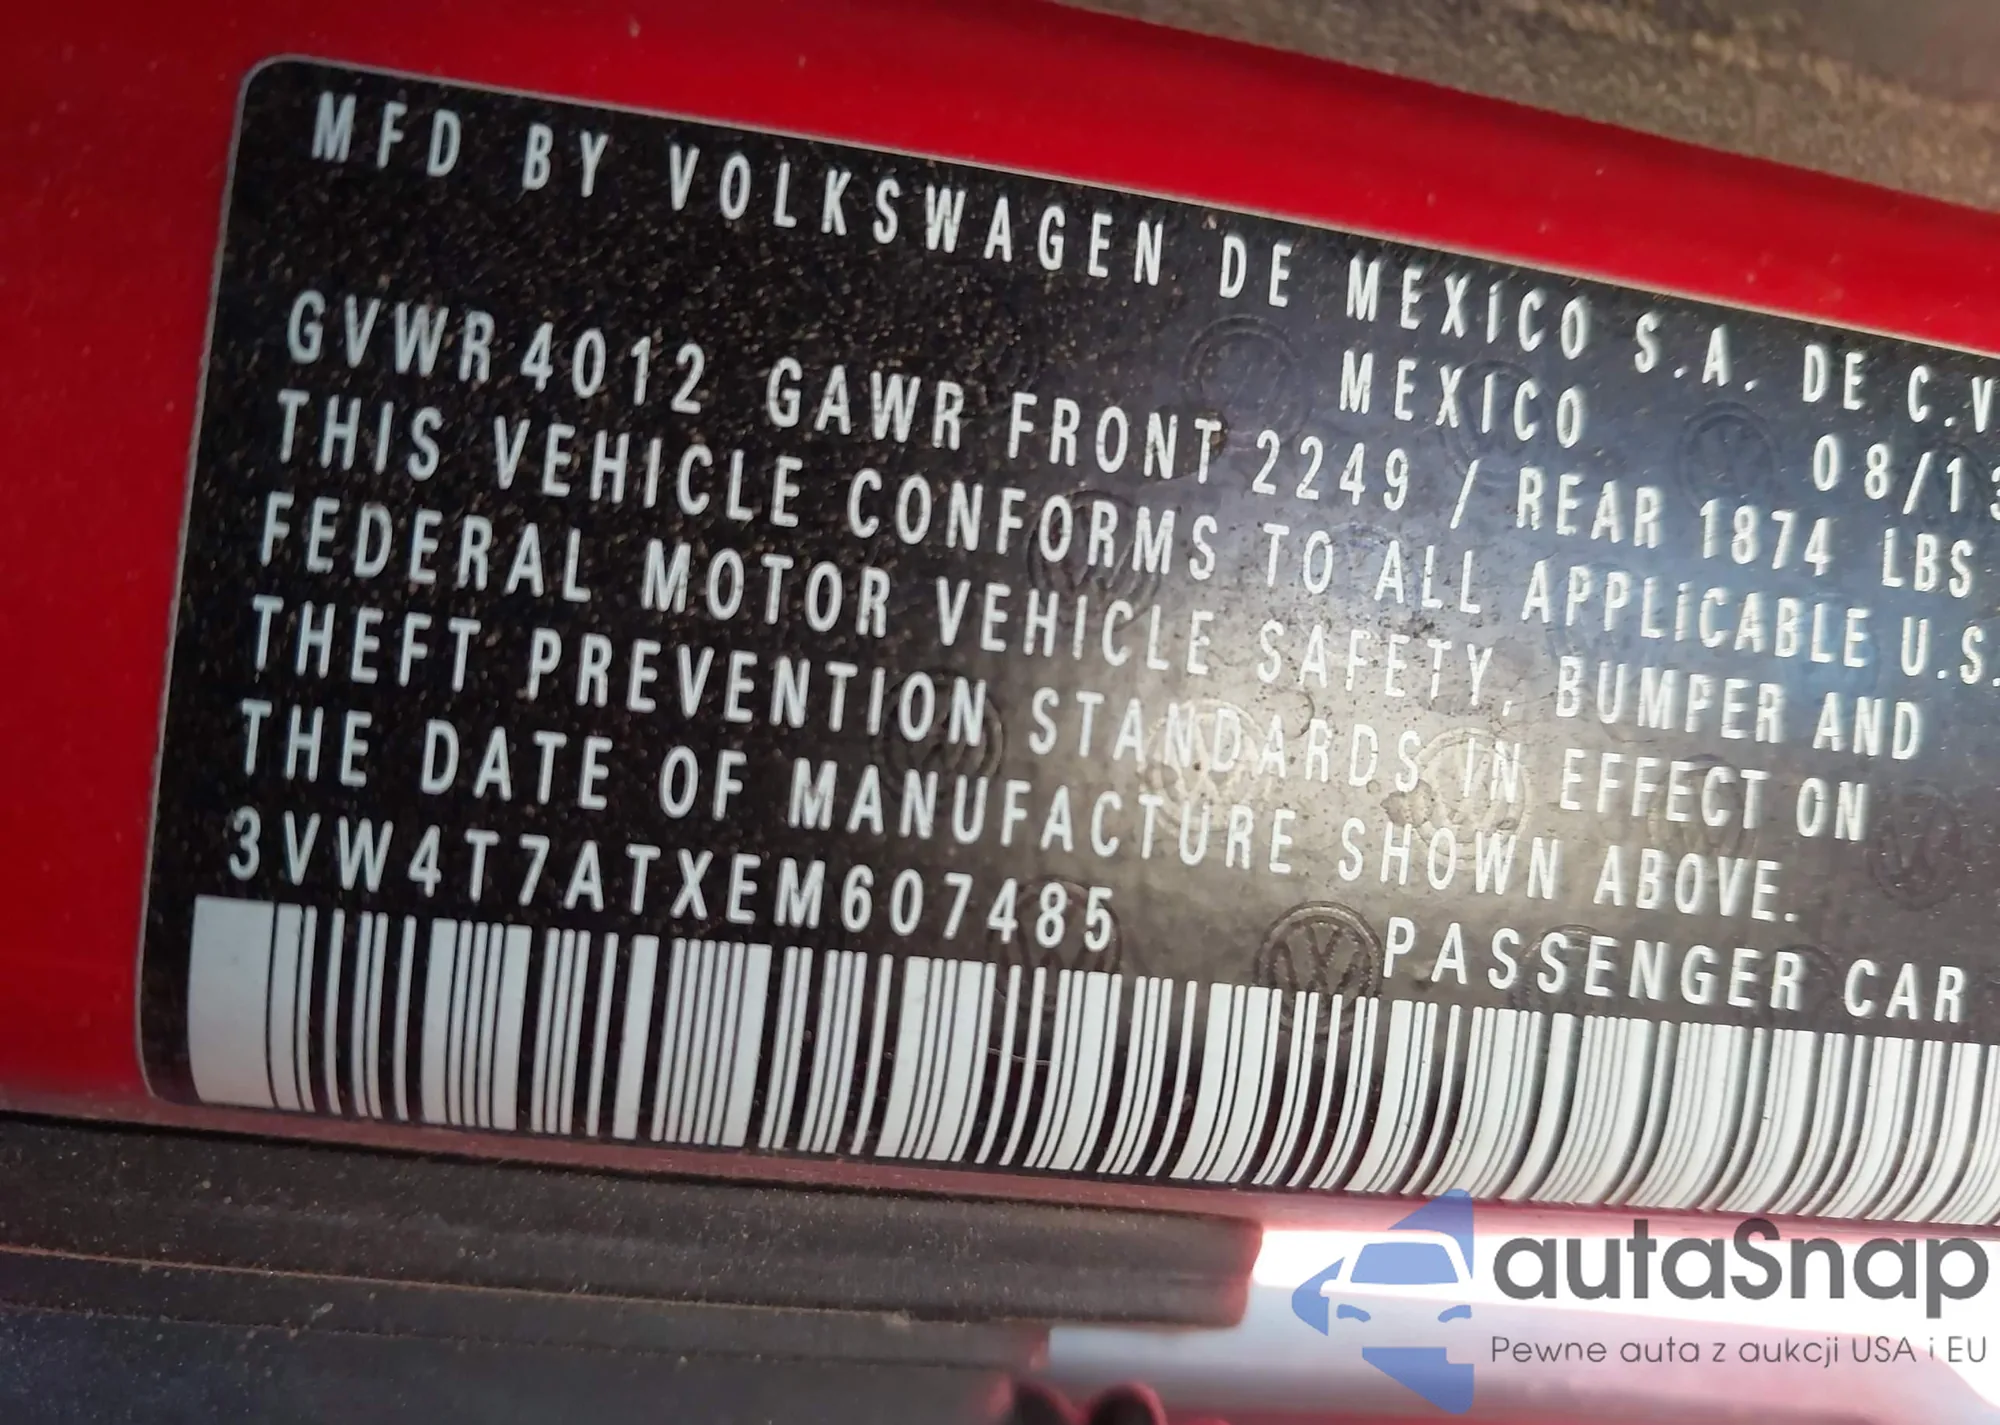 MFD BY VOLKSWAGEN DE MEXICO S.A. DE C.V
MEXICO 08/13
GVWR 4012 GAWR FRONT 2249 / REAR 1874 LBS
THIS VEHICLE CONFORMS TO ALL APPLICABLE U.S.
FEDERAL MOTOR VEHICLE SAFETY, BUMPER AND
THEFT PREVENTION STANDARDS IN EFFECT ON
THE DATE OF MANUFACTURE SHOWN ABOVE.
3VW4T7ATXEM607485 PASSENGER CAR
autaSnap
Pewne auta z aukcji USA i EU